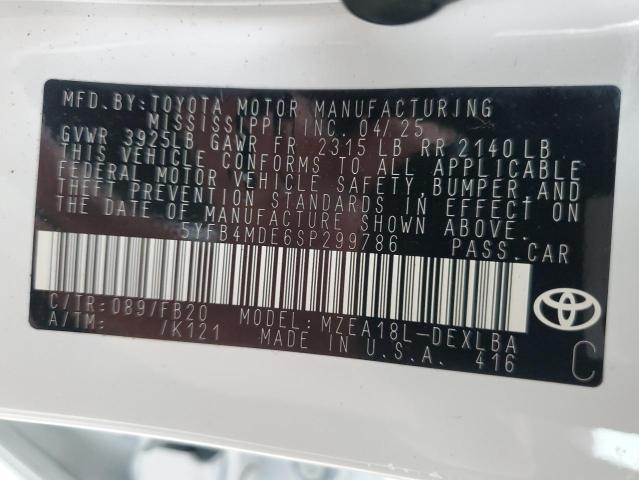 MFD.BY:TOYOTA MOTOR MANUFACTURING
MISSISSIPPI INC. 04/25
GVWR 3925LB GAWR FR 2315 LB RR 2140 LB
THIS VEHICLE CONFORMS TO ALL APPLICABLE
FEDERAL MOTOR VEHICLE SAFETY, BUMPER, AND
THEFT PREVENTION STANDARDS IN EFFECT ON
THE DATE OF MANUFACTURE SHOWN ABOVE.
5YFB4MDE6SP299786 PASS.CAR
C/TR:089/FB20 MODEL:MZEA18L-DEXLBA
A/TM: /K121 MADE IN U.S.A. 416
C